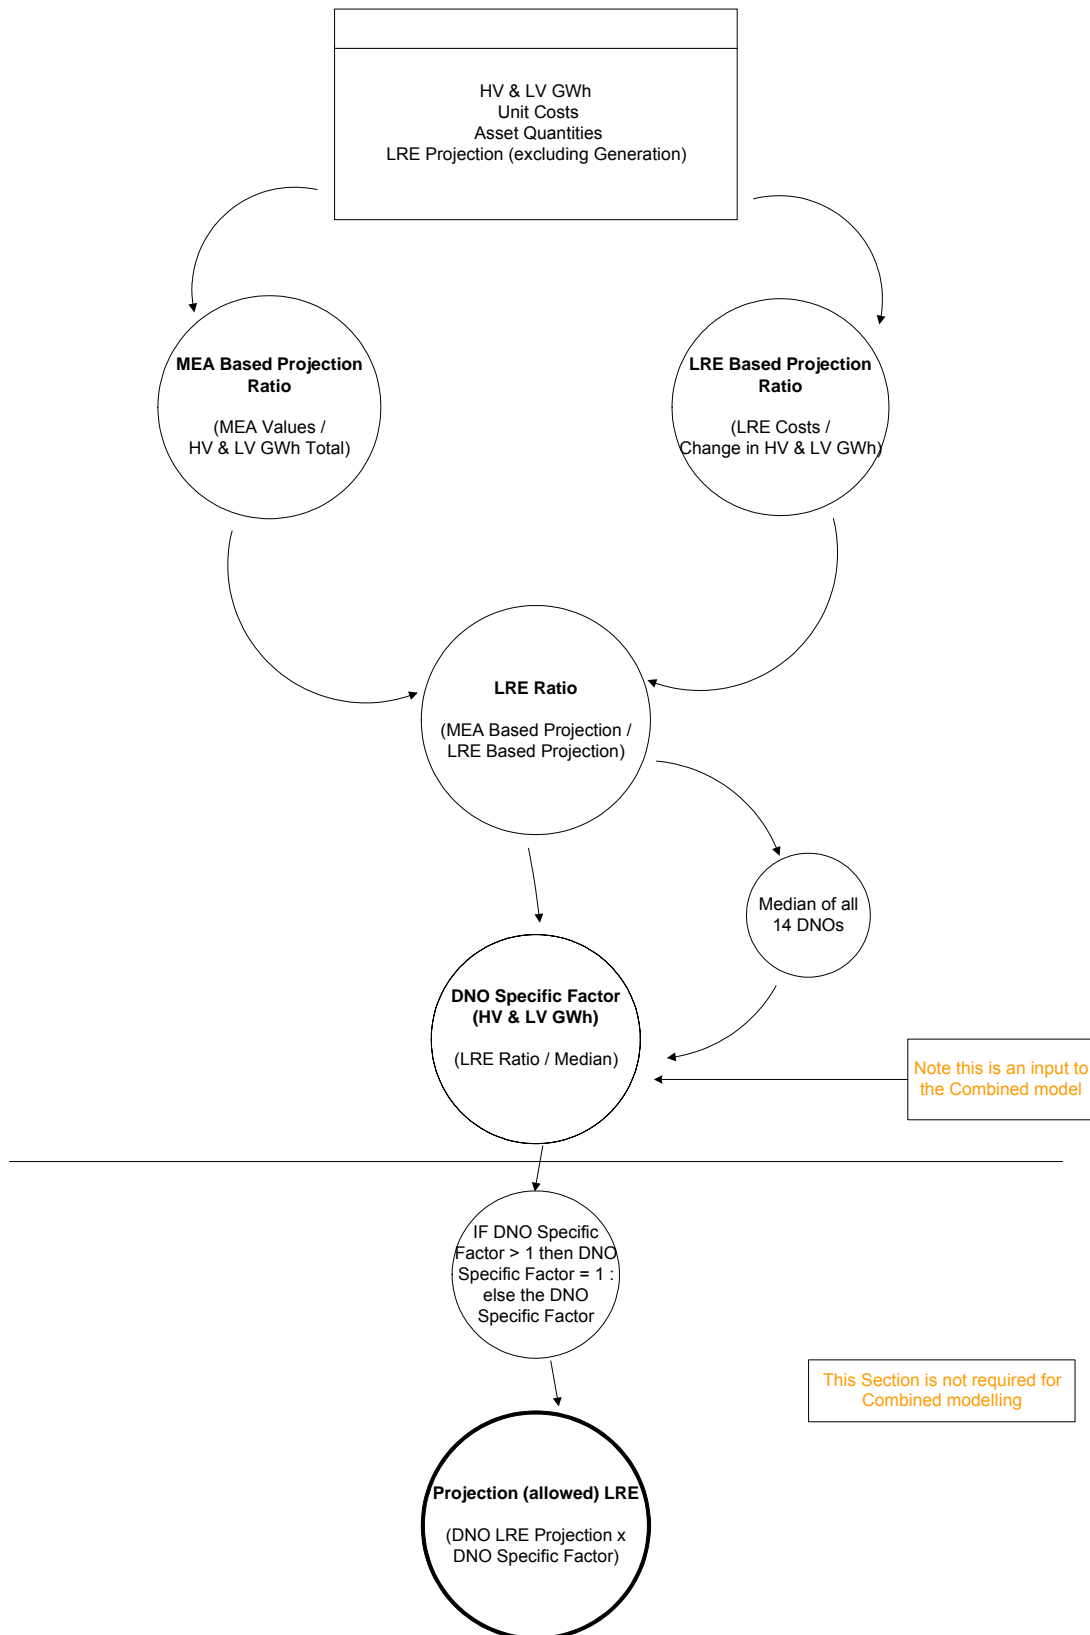 HV & LV GWh
Unit Costs
Asset Quantities
LRE Projection (excluding Generation)
MEA Based Projection
Ratio
(MEA Values /
HV & LV GWh Total)
LRE Based Projection
Ratio
(LRE Costs /
Change in HV & LV GWh)
LRE Ratio
(MEA Based Projection /
LRE Based Projection)
Median of all
14 DNOs
DNO Specific Factor
(HV & LV GWh)
(LRE Ratio / Median)
Note this is an input to
the Combined model
IF DNO Specific
Factor > 1 then DNO
Specific Factor = 1 :
else the DNO
Specific Factor
This Section is not required for
Combined modelling
Projection (allowed) LRE
(DNO LRE Projection x
DNO Specific Factor)